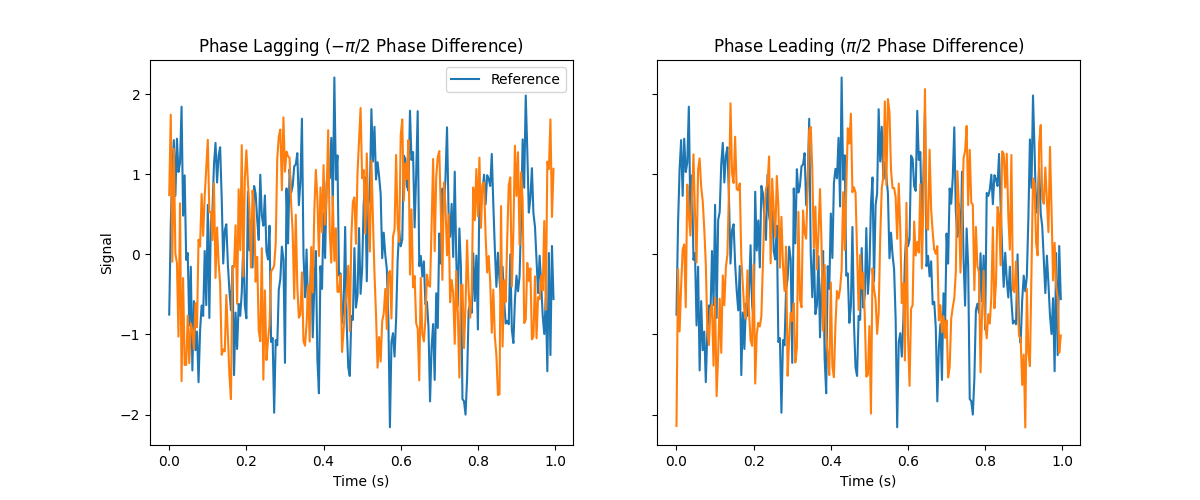 Phase Lagging (−π/2 Phase Difference)
Phase Leading (π/2 Phase Difference)
Reference
Signal
2
1
0
−1
−2
0.0 0.2 0.4 0.6 0.8 1.0
0.0 0.2 0.4 0.6 0.8 1.0
Time (s)
Time (s)